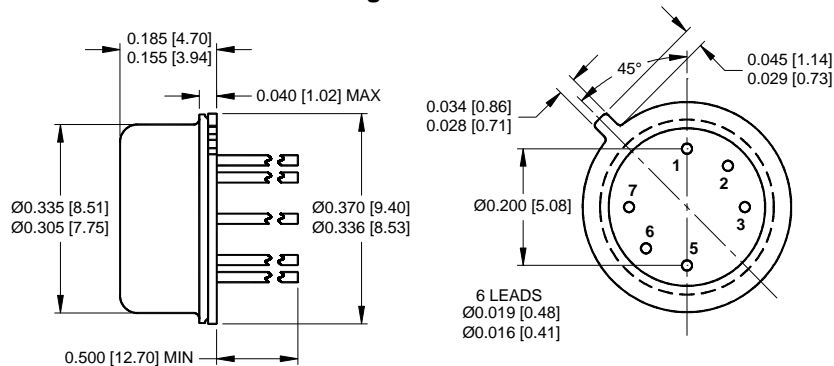 0.185 [4.70]
0.155 [3.94]
0.040 [1.02] MAX
Ø0.335 [8.51]
Ø0.305 [7.75]
Ø0.370 [9.40]
Ø0.336 [8.53]
0.500 [12.70] MIN
45°
0.045 [1.14]
0.029 [0.73]
0.034 [0.86]
0.028 [0.71]
Ø0.200 [5.08]
1
2
3
5
6
7
6 LEADS
Ø0.019 [0.48]
Ø0.016 [0.41]